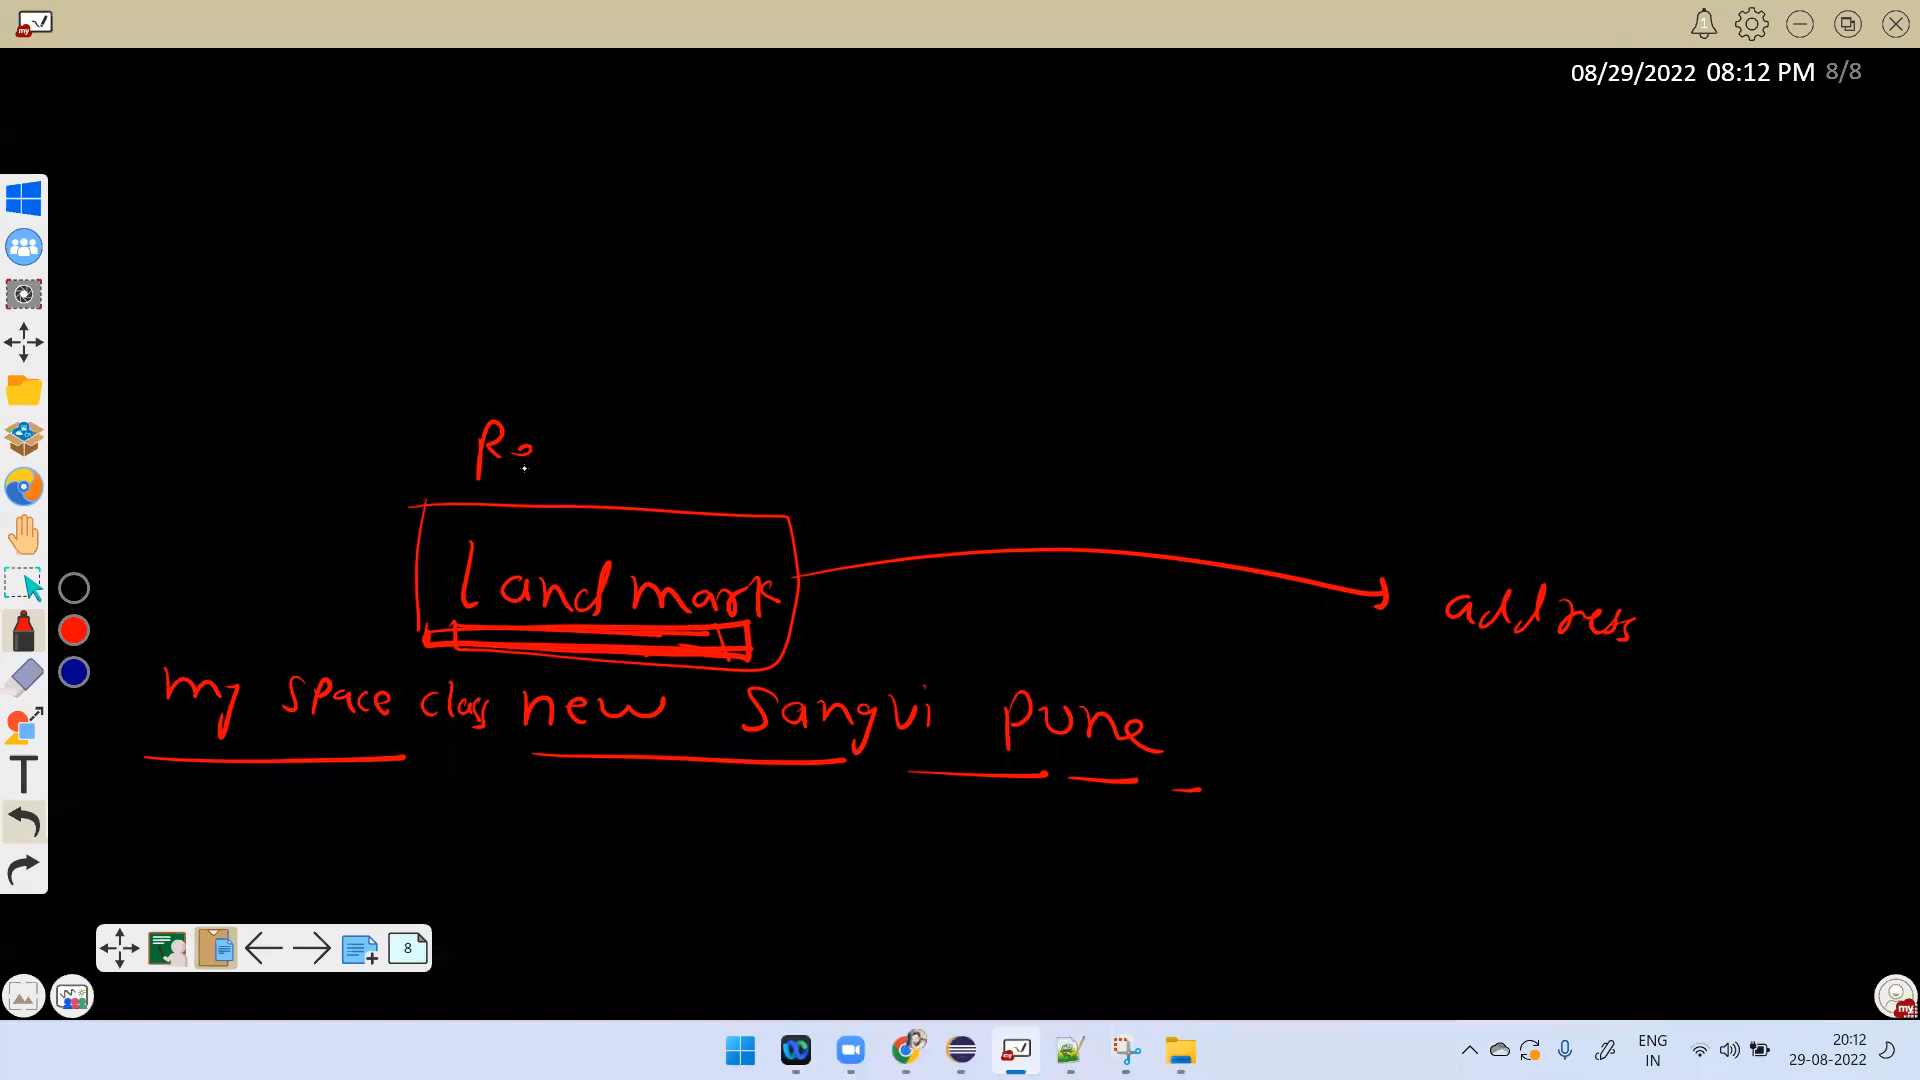 08/29/2022 08:12 PM 8/8
Landmark
address
my space class new Sangvi pune
8
ENG
IN
20:12
29-08-2022